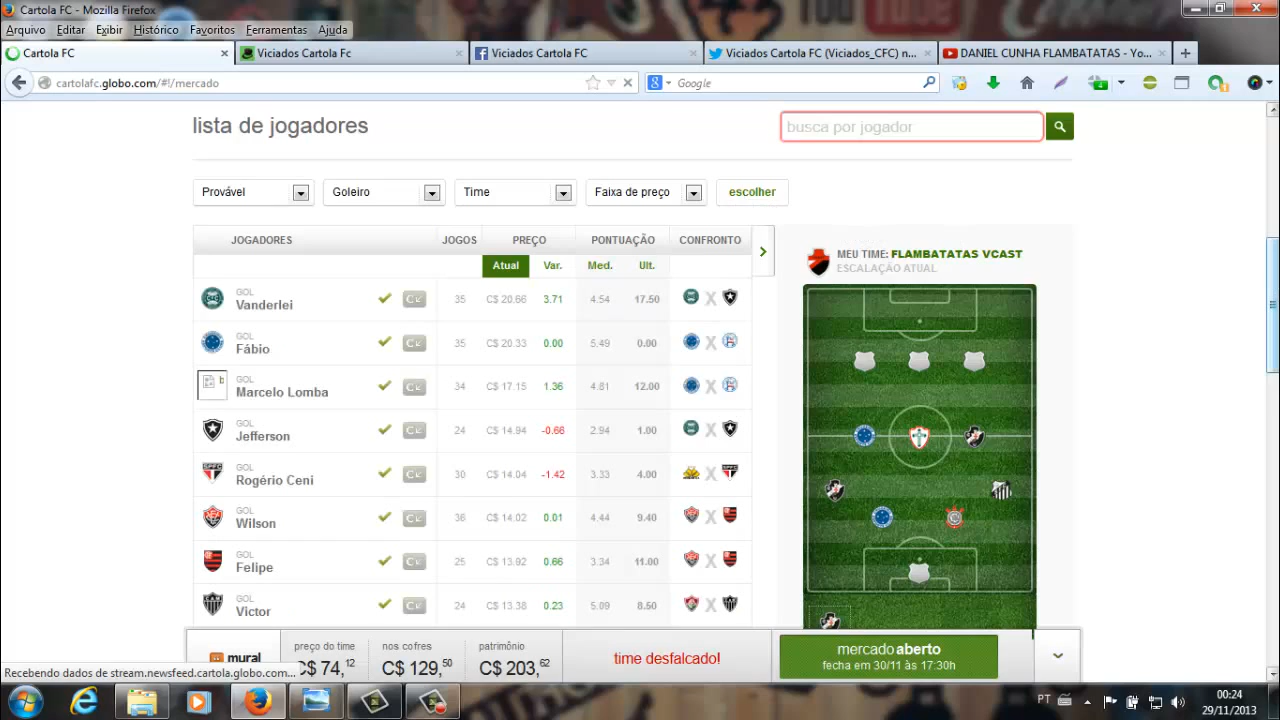 Cartola FC - Mozilla Firefox
Arquivo Editar Exibir Histórico Favoritos Ferramentas Ajuda
Cartola FC
Viciados Cartola Fc
Viciados Cartola FC
Viciados Cartola FC (Viciados_CFC) n...
DANIEL CUNHA FLAMBATATAS - Yo...
cartolafc.globo.com/#!/mercado
Google
lista de jogadores
busca por jogador
Provável Goleiro Time Faixa de preço escolher
JOGADORES JOGOS PREÇO PONTUAÇÃO CONFRONTO
Atual Var. Med. Últ.
GOL
Vanderlei 35 C$ 20.66 3.71 4.54 17.50 X
GOL
Fábio 35 C$ 20.33 0.00 5.49 0.00 X
GOL
Marcelo Lomba 34 C$ 17.15 1.36 4.81 12.00 X
GOL
Jefferson 24 C$ 14.94 -0.66 2.94 1.00 X
GOL
Rogério Ceni 30 C$ 14.04 -1.42 3.33 4.00 X
GOL
Wilson 36 C$ 14.02 0.01 4.44 9.40 X
GOL
Felipe 25 C$ 13.92 0.66 3.34 11.00 X
GOL
Victor 24 C$ 13.38 0.23 5.09 8.50 X
MEU TIME: FLAMBATATAS VCAST
ESCALAÇÃO ATUAL
mural
preço do time
C$ 74,12
nos cofres
C$ 129,50
patrimônio
C$ 203,62
time desfalcado!
mercado aberto
fecha em 30/11 às 17:30h
Recebendo dados de stream.newsfeed.cartola.globo.com...
PT
00:24
29/11/2013